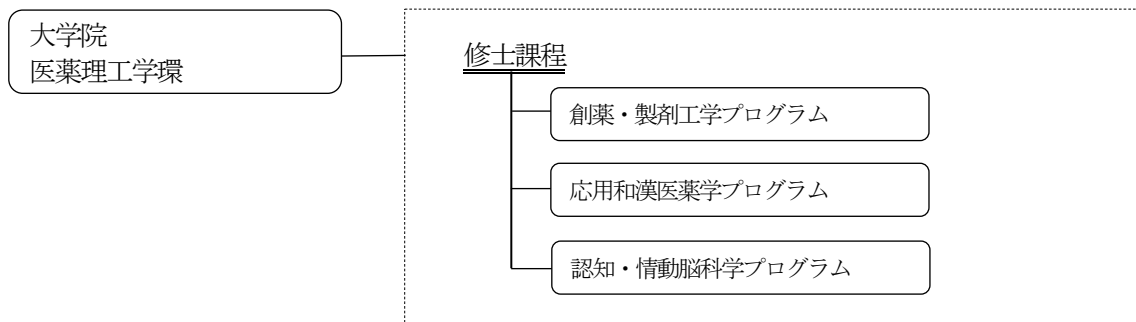 大学院
医薬理工学環
修士課程
創薬・製剤工学プログラム
応用和漢医薬学プログラム
認知・情動脳科学プログラム